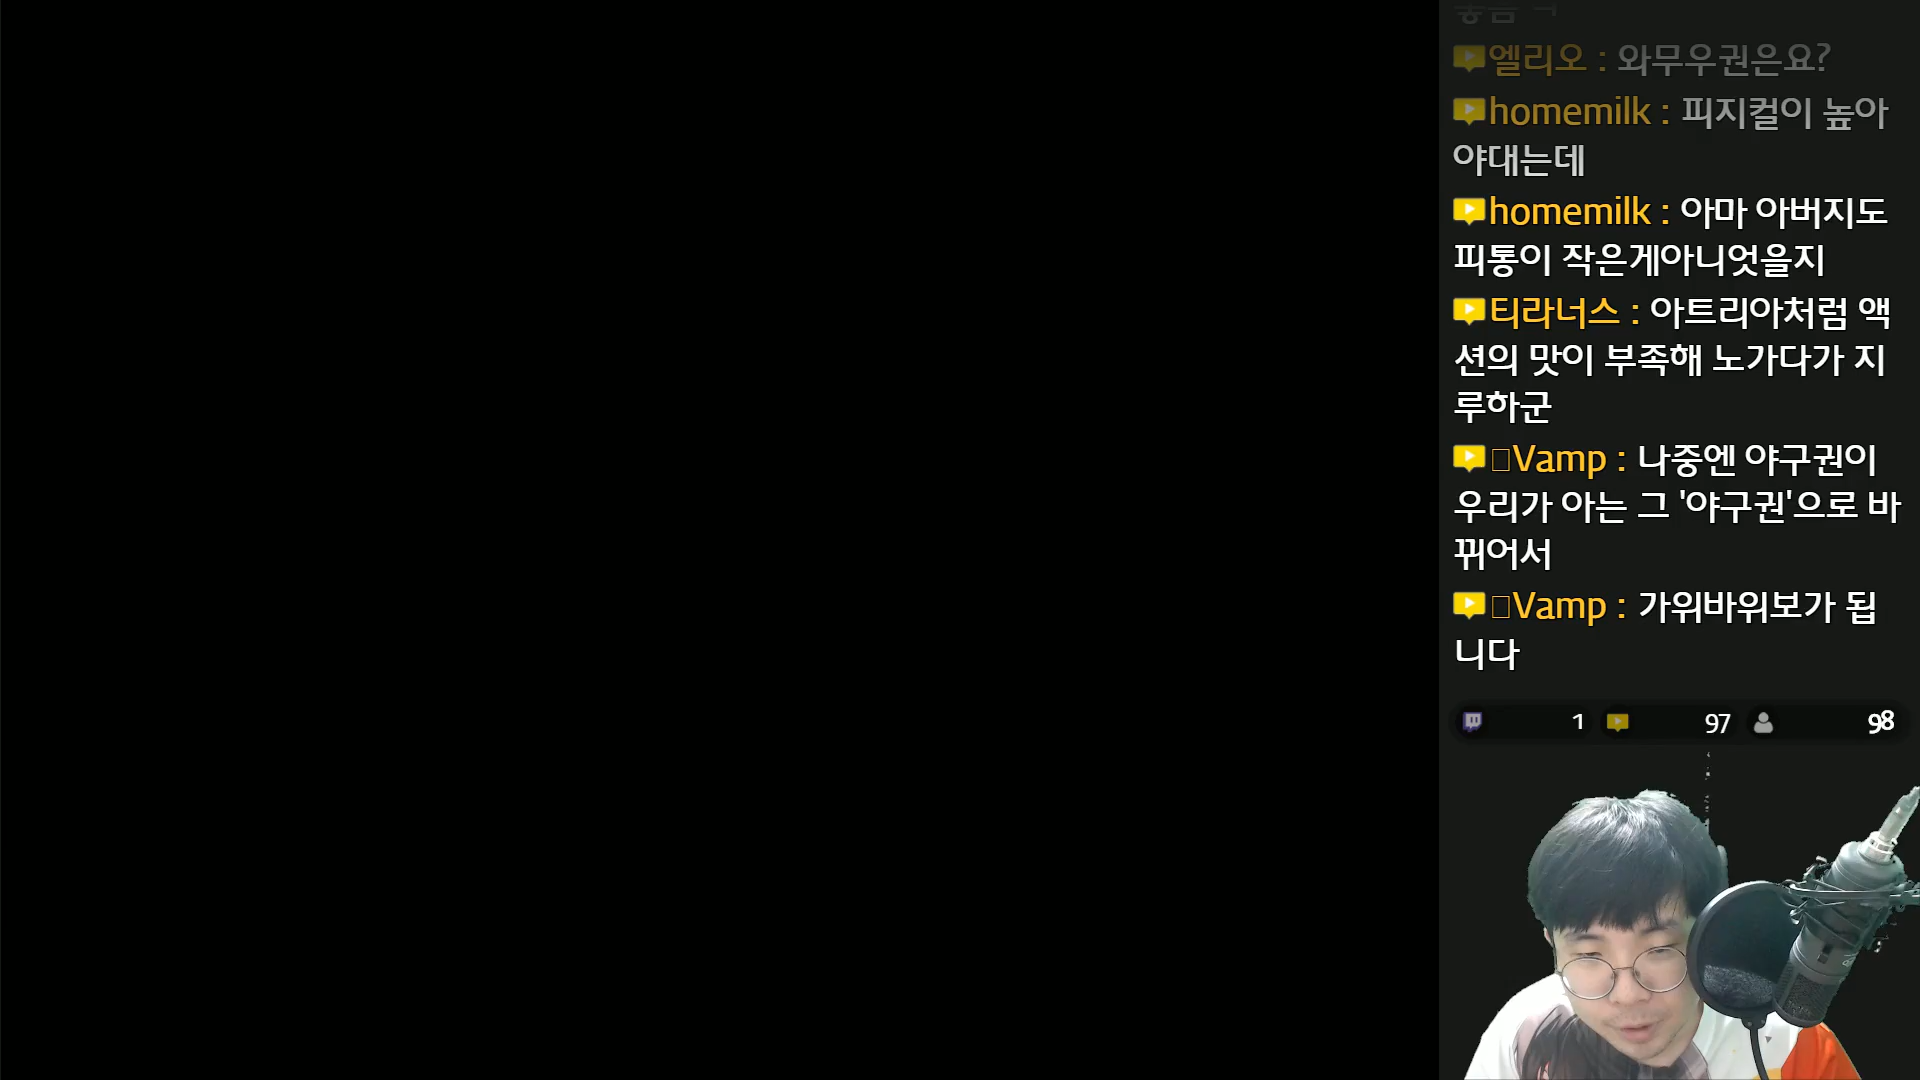 엘리오 : 와무우권은요?
homemilk : 피지컬이 높아
야대는데
homemilk : 아마 아버지도
피통이 작은게아니엇을지
티라너스 : 아트리아처럼 액
션의 맛이 부족해 노가다가 지
루하군
□Vamp : 나중엔 야구권이
우리가 아는 그 '야구권'으로 바
뀌어서
□Vamp : 가위바위보가 됩
니다
1 97 98